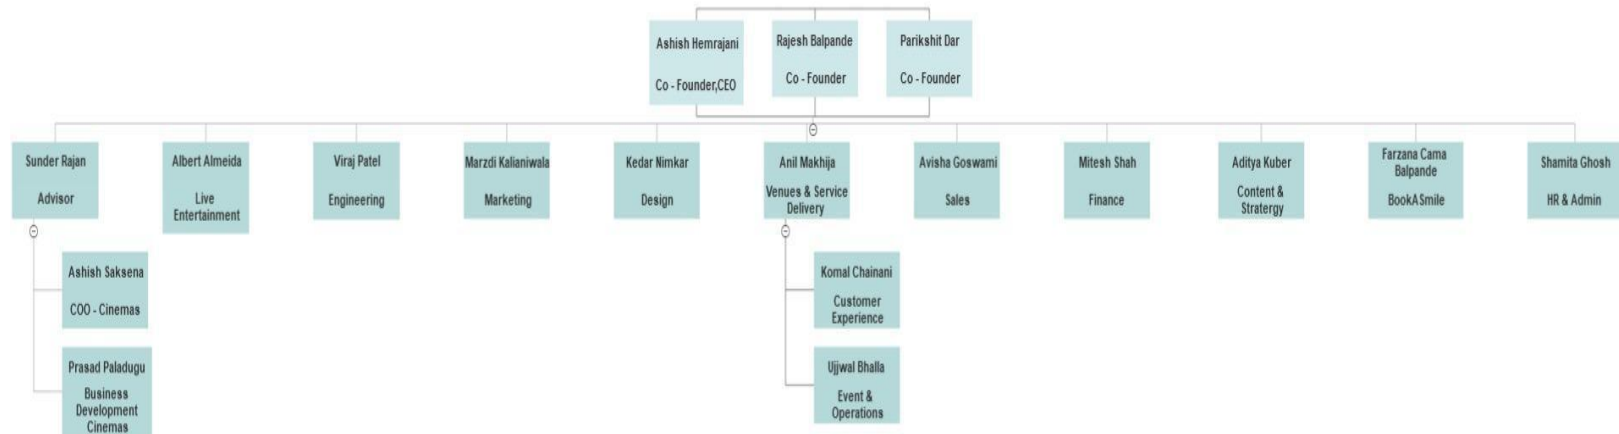 Ashish Hemrajani
Co - Founder,CEO
Rajesh Balpande
Co - Founder
Parikshit Dar
Co - Founder
Sunder Rajan
Advisor
Albert Almeida
Live
Entertainment
Viraj Patel
Engineering
Marzdi Kalianiwala
Marketing
Kedar Nimkar
Design
Anil Makhija
Venues & Service
Delivery
Avisha Goswami
Sales
Mitesh Shah
Finance
Aditya Kuber
Content &
Stratergy
Farzana Cama
Balpande
BookASmile
Shamita Ghosh
HR & Admin
Ashish Saksena
COO - Cinemas
Prasad Paladugu
Business
Development
Cinemas
Komal Chainani
Customer
Experience
Ujjwal Bhalla
Event &
Operations